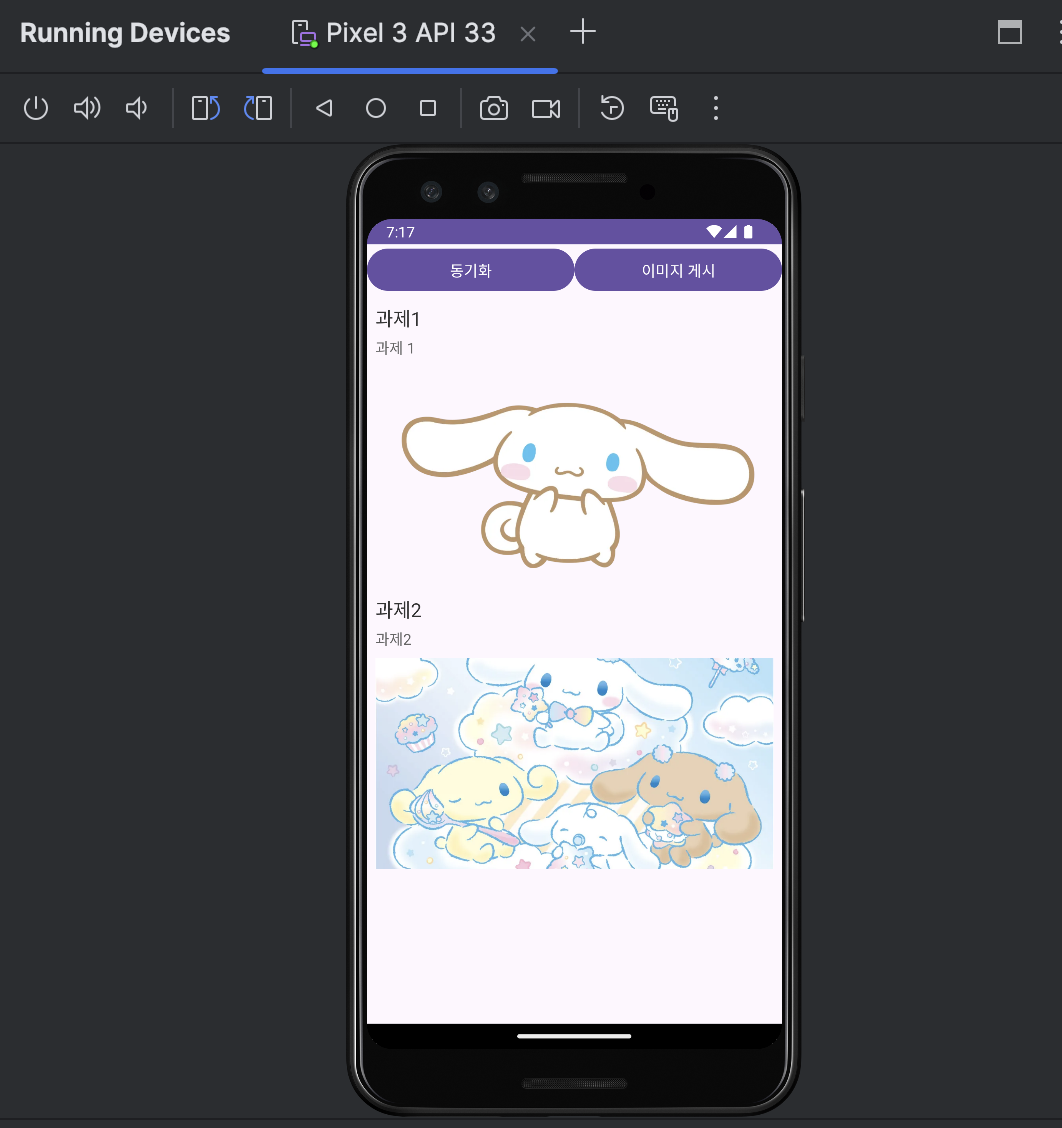 Running Devices
Pixel 3 API 33
7:17
동기화
이미지 게시
과제1
과제 1
과제2
과제2